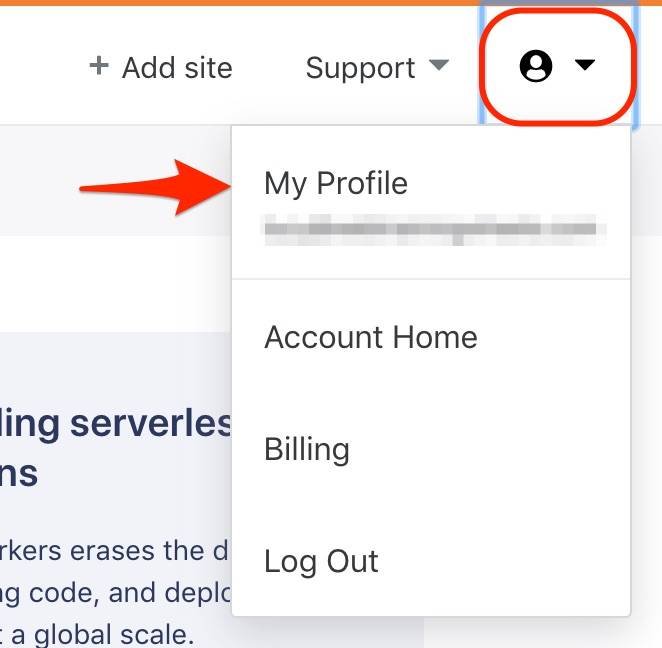 + Add site
Support
My Profile
Account Home
Billing
Log Out
ling serverles
ns
rkers erases the d
ng code, and deplo
t a global scale.